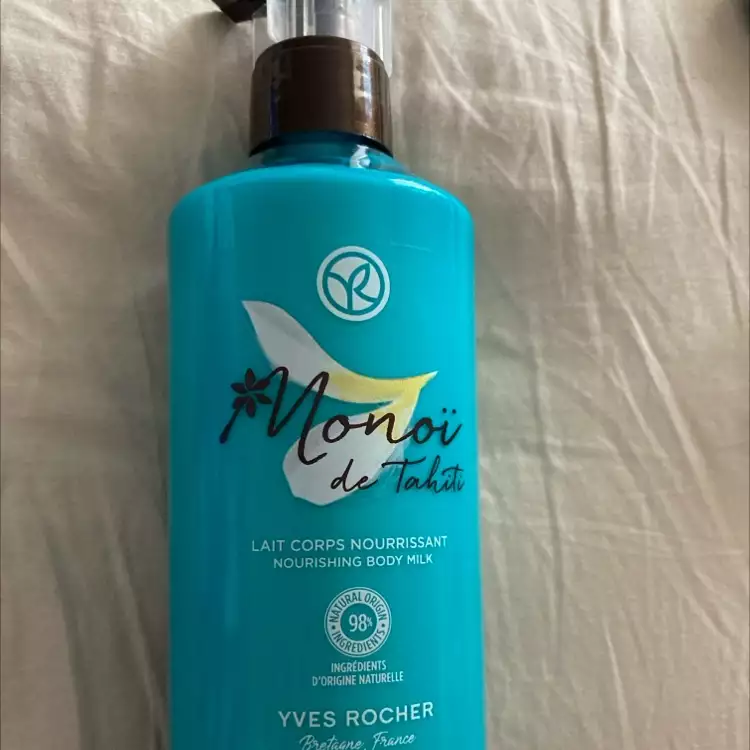 Monoï
de Tahiti
LAIT CORPS NOURRISSANT
NOURISHING BODY MILK
NATURAL ORIGIN
98%
INGREDIENTS
INGRÉDIENTS
D'ORIGINE NATURELLE
YVES ROCHER
Bretagne, France